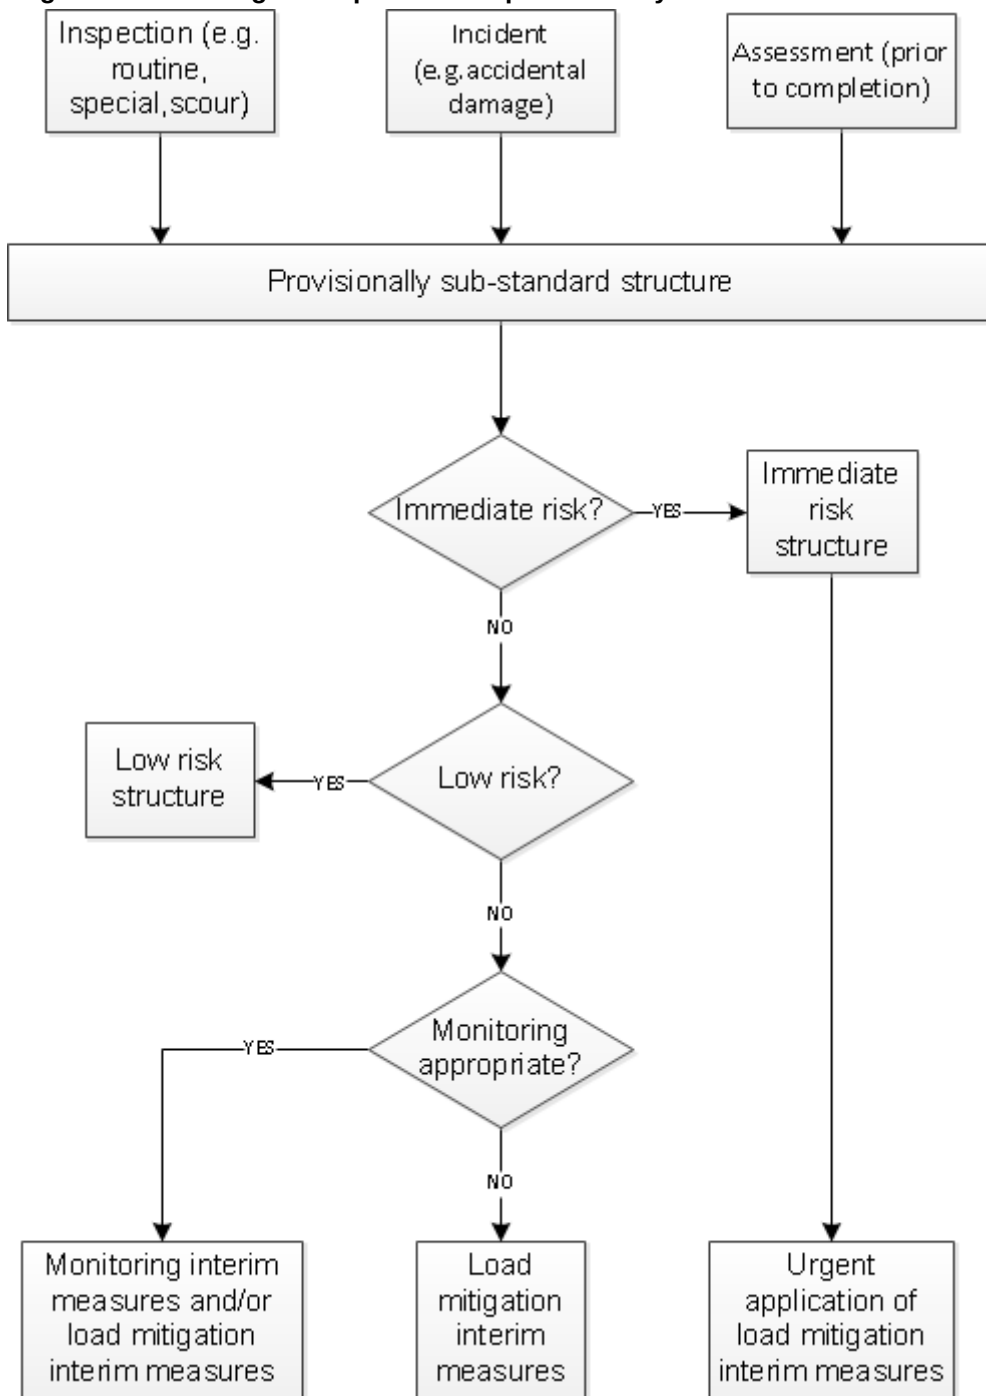 Inspection (e.g.
routine,
special, scour)
Incident
(e.g. accidental
damage)
Assessment (prior
to completion)
Provisionally sub-standard structure
Immediate risk?
YES
Immediate
risk
structure
NO
Low risk
structure
YES
Low risk?
NO
Monitoring
appropriate?
YES
NO
Monitoring interim
measures and/or
load mitigation
interim measures
Load
mitigation
interim
measures
Urgent
application of
load mitigation
interim measures